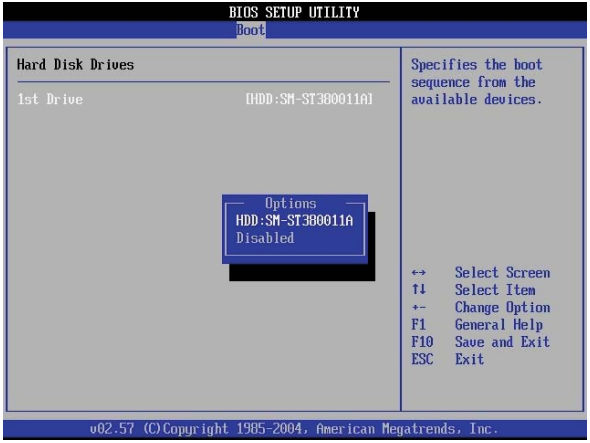 BIOS SETUP UTILITY
Boot
Hard Disk Drives
1st Drive [HDD:SM-ST380011A]
Options
HDD:SM-ST380011A
Disabled
Specifies the boot
sequence from the
available devices.
↔ Select Screen
↑↓ Select Item
+- Change Option
F1 General Help
F10 Save and Exit
ESC Exit
v02.57 (C)Copyright 1985-2004, American Megatrends, Inc.